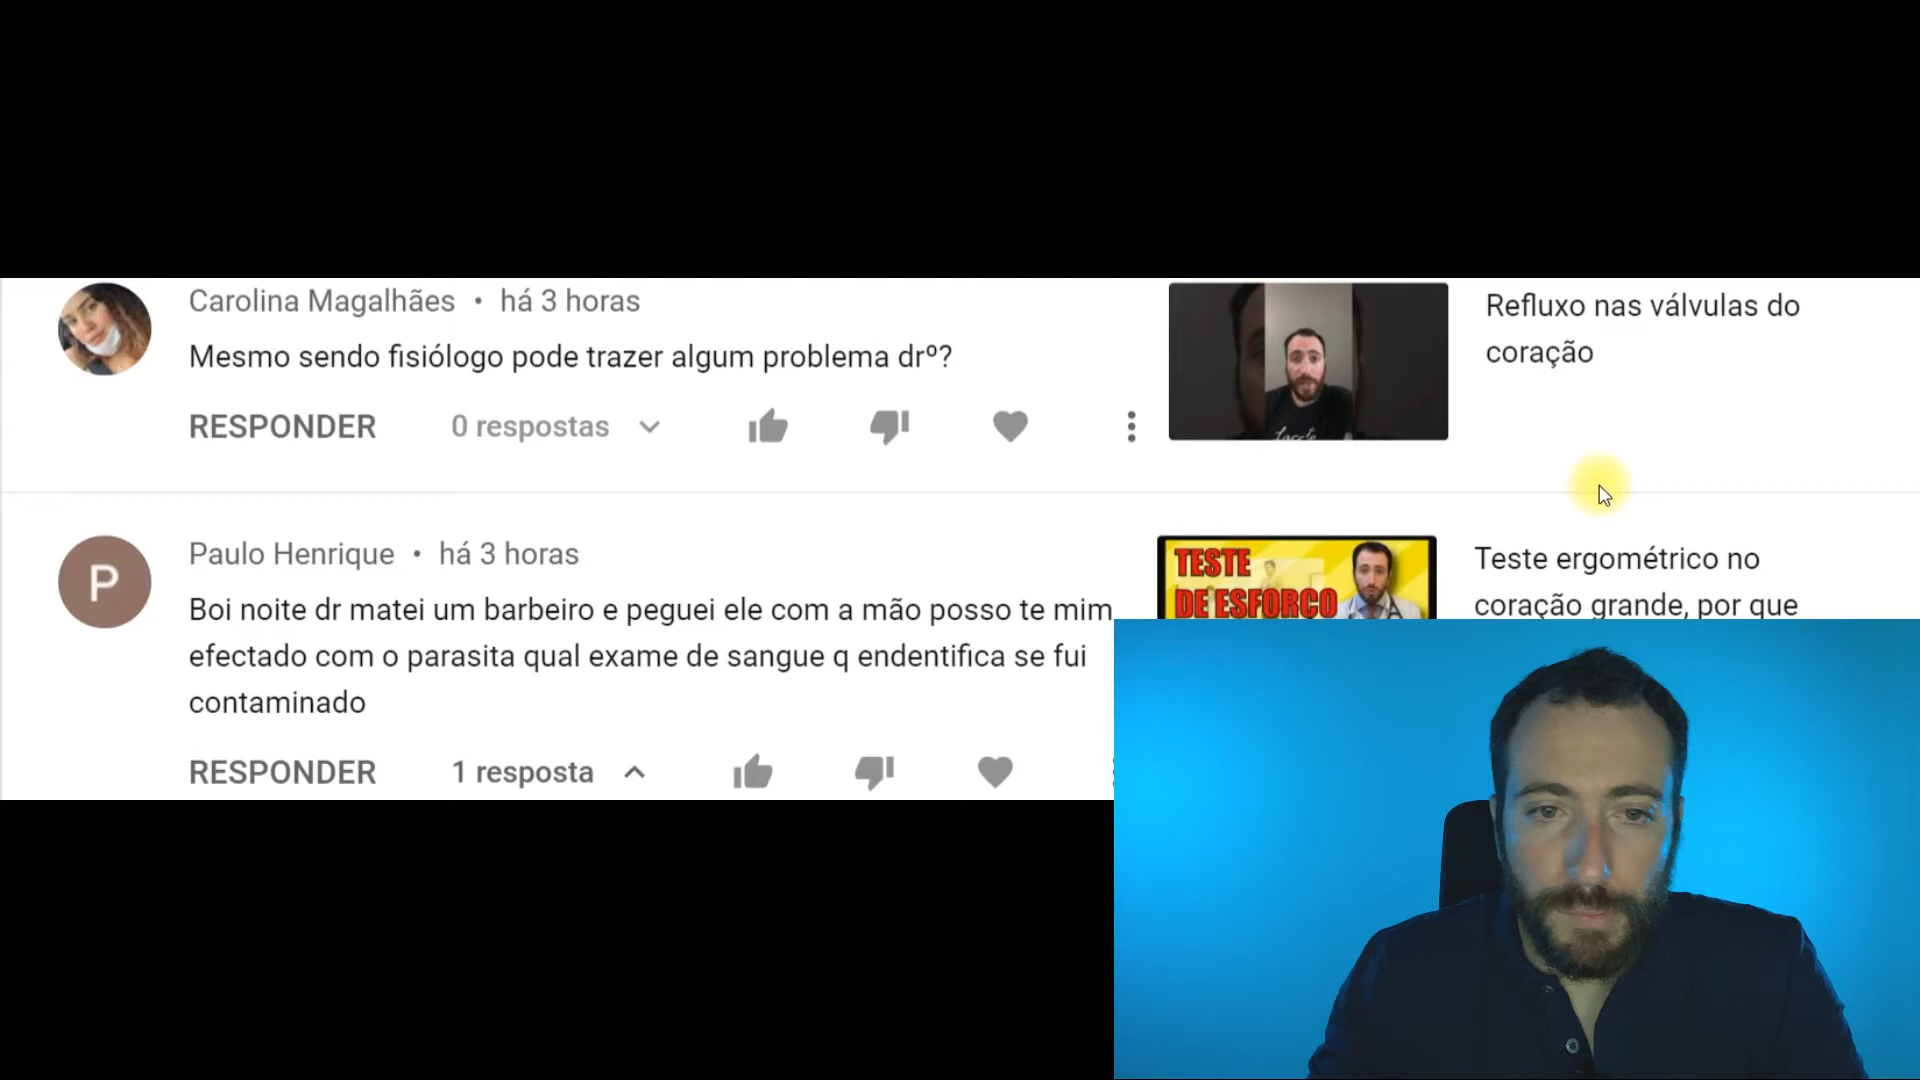 Carolina Magalhães • há 3 horas
Mesmo sendo fisiólogo pode trazer algum problema drº?
RESPONDER 0 respostas
Refluxo nas válvulas do
coração
Paulo Henrique • há 3 horas
Boi noite dr matei um barbeiro e peguei ele com a mão posso te mim
efectado com o parasita qual exame de sangue q endentifica se fui
contaminado
RESPONDER 1 resposta
P
TESTE
DE ESFORÇO
Teste ergométrico no
coração grande, por que